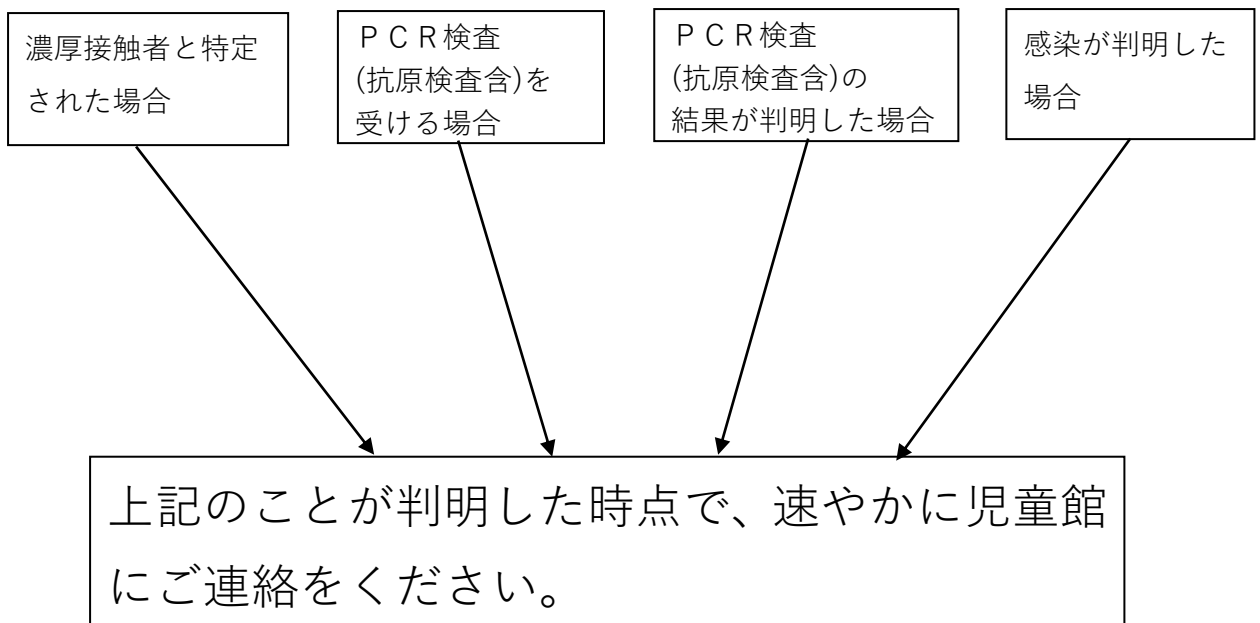 濃厚接触者と特定
された場合
ＰＣＲ検査
(抗原検査含)を
受ける場合
ＰＣＲ検査
(抗原検査含)の
結果が判明した場合
感染が判明した
場合
上記のことが判明した時点で、速やかに児童館
にご連絡をください。